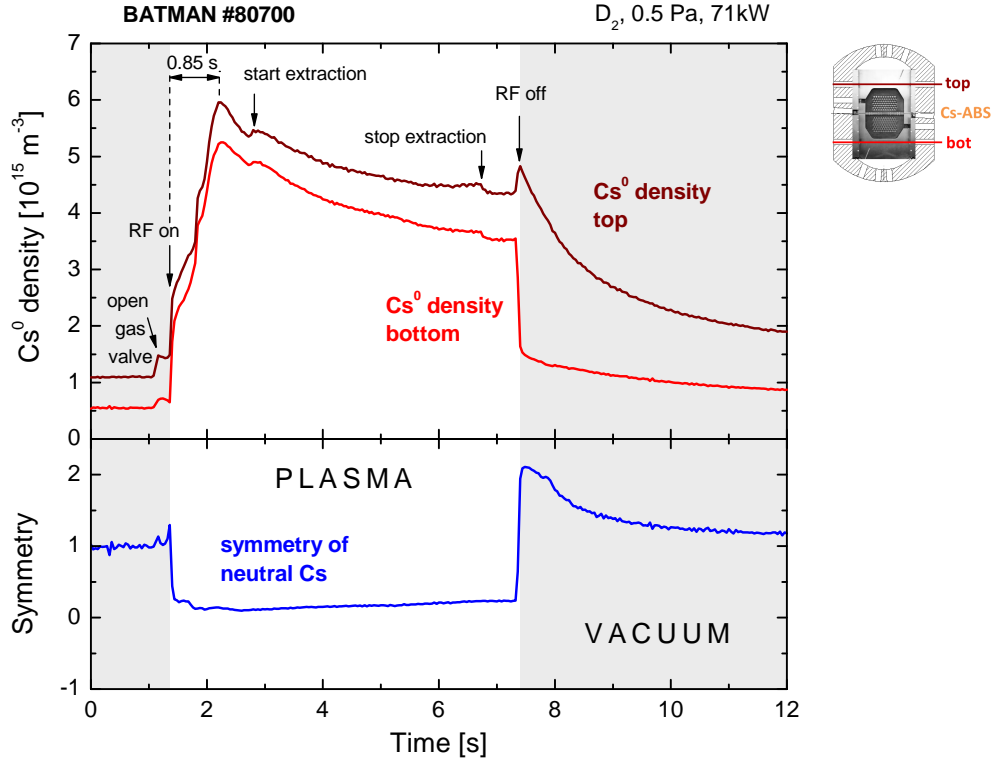 BATMAN #80700
D₂, 0.5 Pa, 71kW
7
6
5
4
3
2
1
0
Cs⁰ density [10¹⁵ m⁻³]
0.85 s
start extraction
RF off
stop extraction
RF on
open
gas
valve
Cs⁰ density
top
Cs⁰ density
bottom
top
Cs-ABS
bot
2
1
0
-1
Symmetry
PLASMA
symmetry of
neutral Cs
VACUUM
0
2
4
6
8
10
12
Time [s]